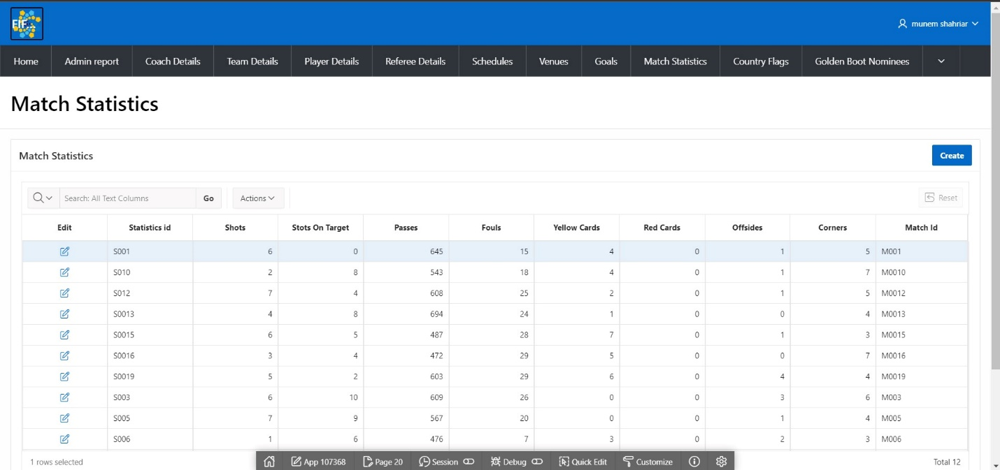 EIF...
munem shahriar
Home Admin report Coach Details Team Details Player Details Referee Details Schedules Venues Goals Match Statistics Country Flags Golden Boot Nominees
Match Statistics
Match Statistics Create
Search: All Text Columns Go Actions Reset
Edit Statistics id Shots Stots On Target Passes Fouls Yellow Cards Red Cards Offsides Corners Match Id
S001 6 0 645 15 4 0 1 5 M001
S010 2 8 543 18 4 0 1 7 M0010
S012 7 4 608 25 2 0 1 5 M0012
S0013 4 8 694 24 1 0 0 4 M0013
S0015 6 5 487 28 7 0 1 3 M0015
S0016 3 4 472 29 5 0 0 7 M0016
S0019 5 2 603 29 6 0 4 4 M0019
S003 6 10 609 26 0 0 3 6 M003
S005 7 9 567 20 0 0 1 4 M005
S006 1 6 476 7 3 0 2 3 M006
1 rows selected Total 12
App 107368 Page 20 Session Debug Quick Edit Customize